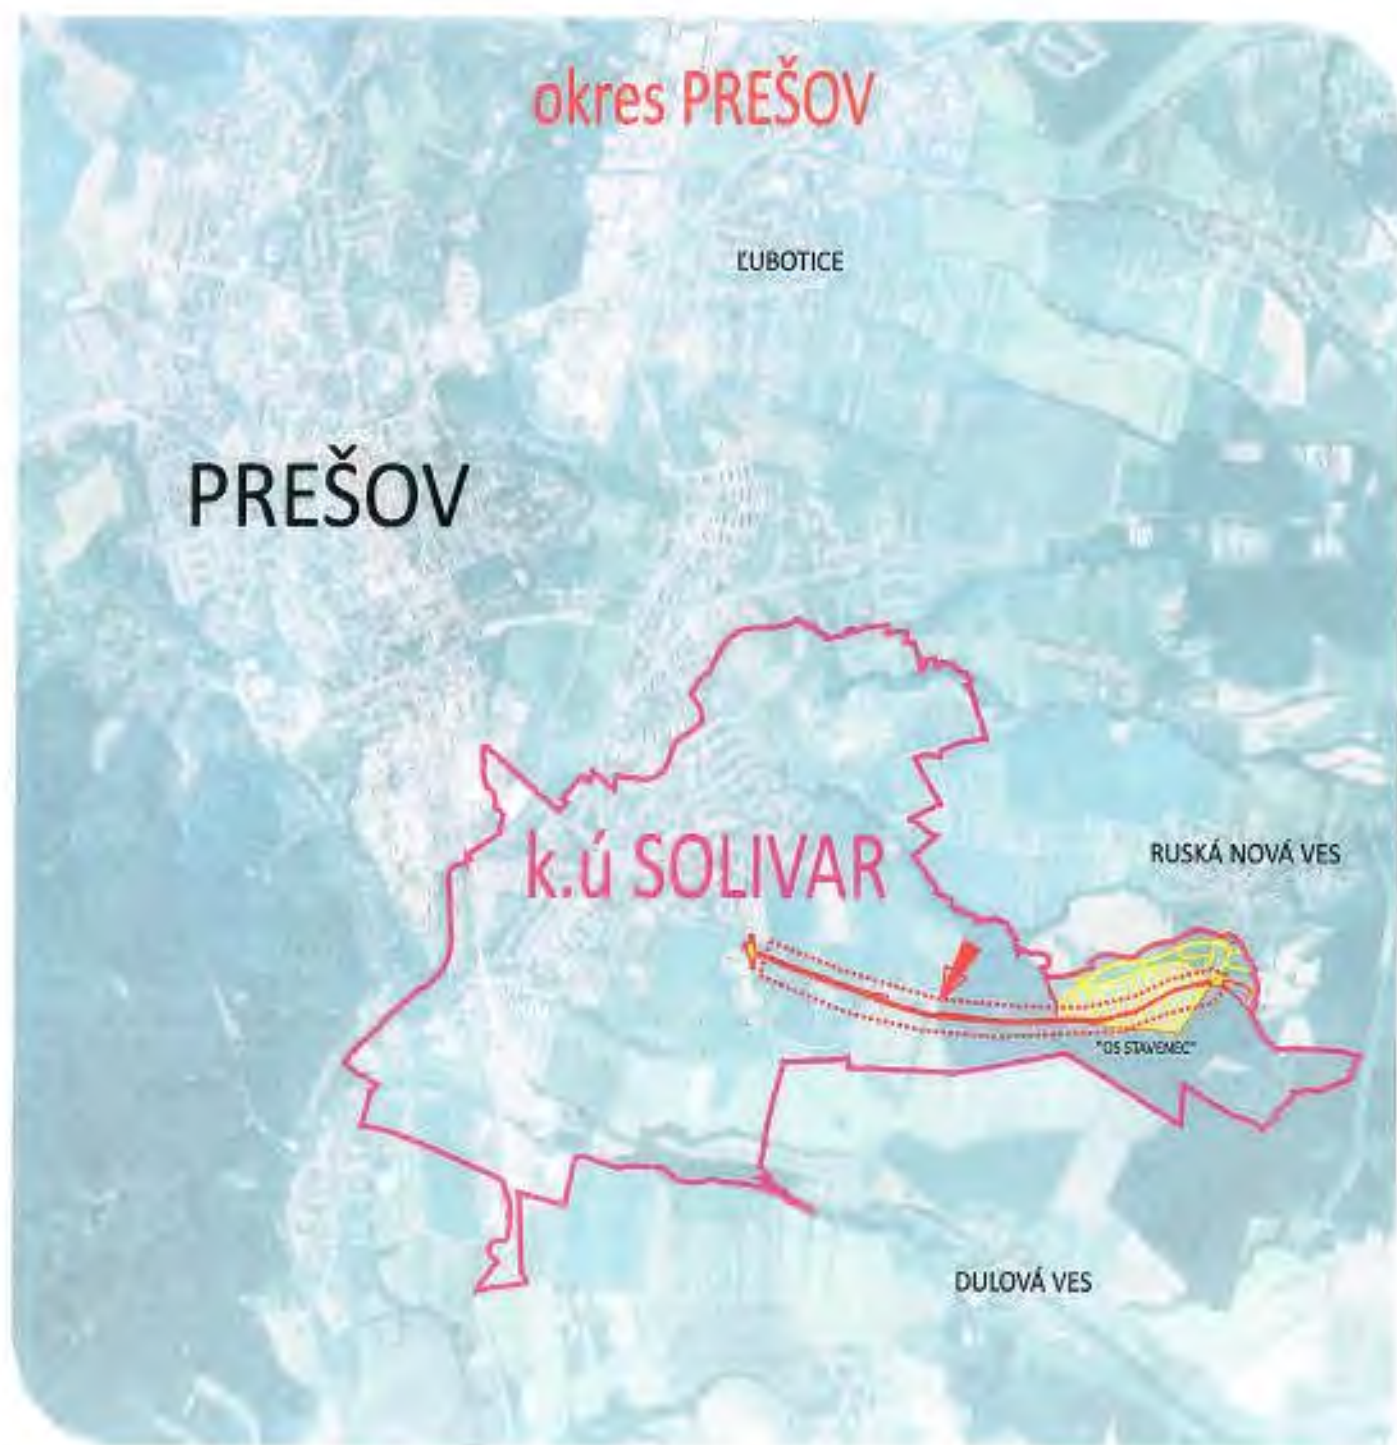 okres PREŠOV
ĽUBOTICE
PREŠOV
k.ú SOLIVAR
RUSKÁ NOVÁ VES
"OS STAVENEC"
DULOVÁ VES